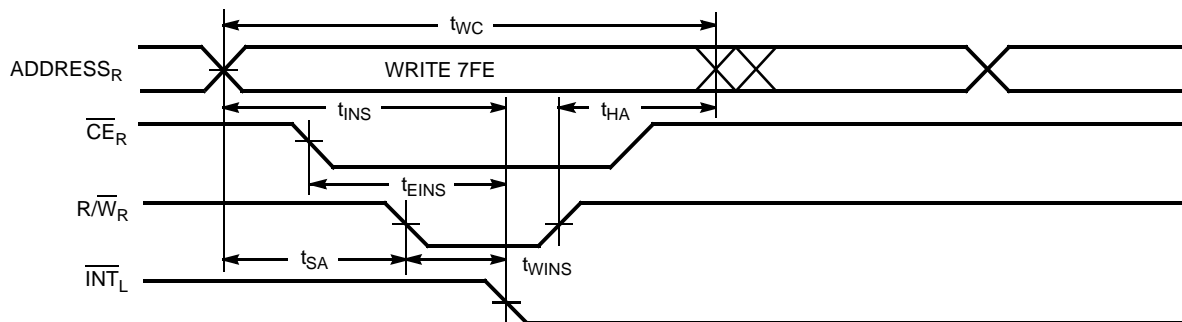 tWC
ADDRESSR
WRITE 7FE
tINS
tHA
CER
tEINS
R/WR
tSA
tWINS
INTL